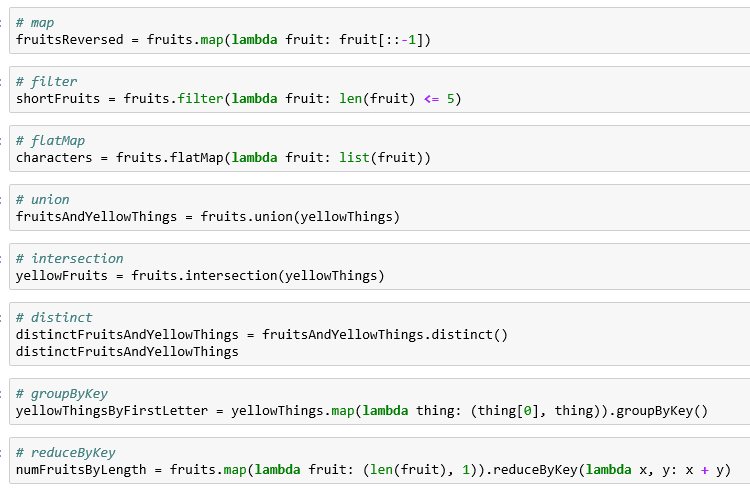 # map
fruitsReversed = fruits.map(lambda fruit: fruit[::-1])
# filter
shortFruits = fruits.filter(lambda fruit: len(fruit) <= 5)
# flatMap
characters = fruits.flatMap(lambda fruit: list(fruit))
# union
fruitsAndYellowThings = fruits.union(yellowThings)
# intersection
yellowFruits = fruits.intersection(yellowThings)
# distinct
distinctFruitsAndYellowThings = fruitsAndYellowThings.distinct()
distinctFruitsAndYellowThings
# groupByKey
yellowThingsByFirstLetter = yellowThings.map(lambda thing: (thing[0], thing)).groupByKey()
# reduceByKey
numFruitsByLength = fruits.map(lambda fruit: (len(fruit), 1)).reduceByKey(lambda x, y: x + y)